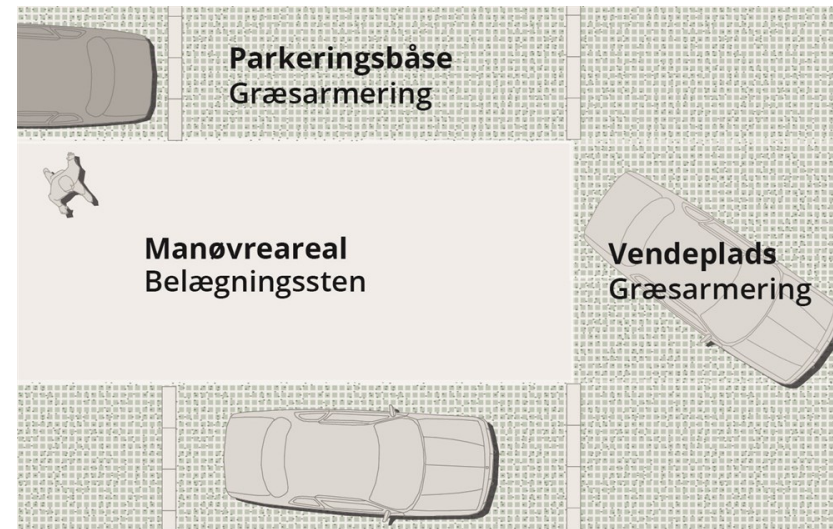 Parkeringsbåse
Græsarmering
Manøvreareal
Belægningssten
Vendeplads
Græsarmering